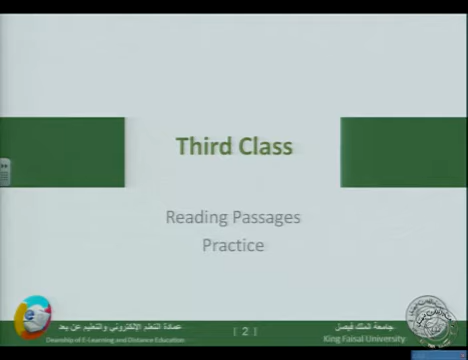 Third Class
Reading Passages
Practice
عمادة التعلم الإلكتروني والتعليم عن بعد
Deanship of E-Learning and Distance Education
[ 2 ]
جامعة الملك فيصل
King Faisal University